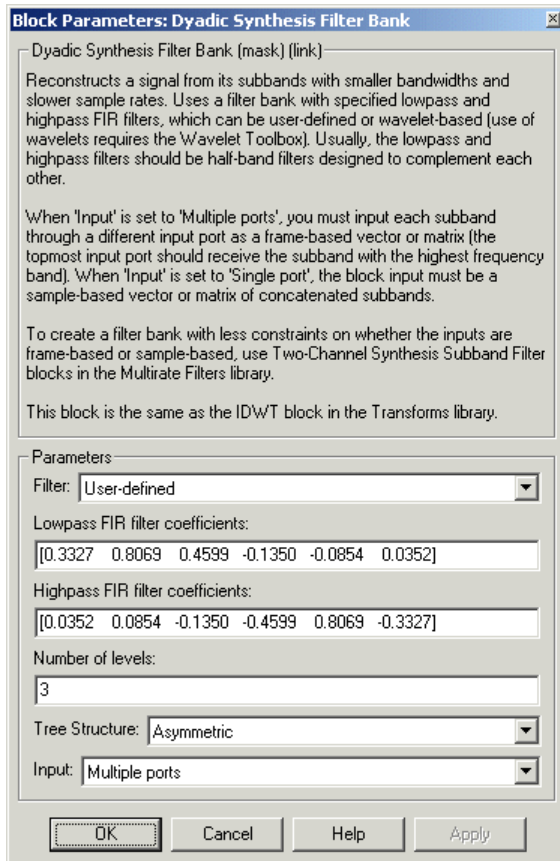 Block Parameters: Dyadic Synthesis Filter Bank
Dyadic Synthesis Filter Bank (mask) (link)
Reconstructs a signal from its subbands with smaller bandwidths and
slower sample rates. Uses a filter bank with specified lowpass and
highpass FIR filters, which can be user-defined or wavelet-based (use of
wavelets requires the Wavelet Toolbox). Usually, the lowpass and
highpass filters should be half-band filters designed to complement each
other.
When 'Input' is set to 'Multiple ports', you must input each subband
through a different input port as a frame-based vector or matrix (the
topmost input port should receive the subband with the highest frequency
band). When 'Input' is set to 'Single port', the block input must be a
sample-based vector or matrix of concatenated subbands.
To create a filter bank with less constraints on whether the inputs are
frame-based or sample-based, use Two-Channel Synthesis Subband Filter
blocks in the Multirate Filters library.
This block is the same as the IDWT block in the Transforms library.
Parameters
Filter: User-defined
Lowpass FIR filter coefficients:
[0.3327 0.8069 0.4599 -0.1350 -0.0854 0.0352]
Highpass FIR filter coefficients:
[0.0352 0.0854 -0.1350 -0.4599 0.8069 -0.3327]
Number of levels:
3
Tree Structure: Asymmetric
Input: Multiple ports
OK Cancel Help Apply